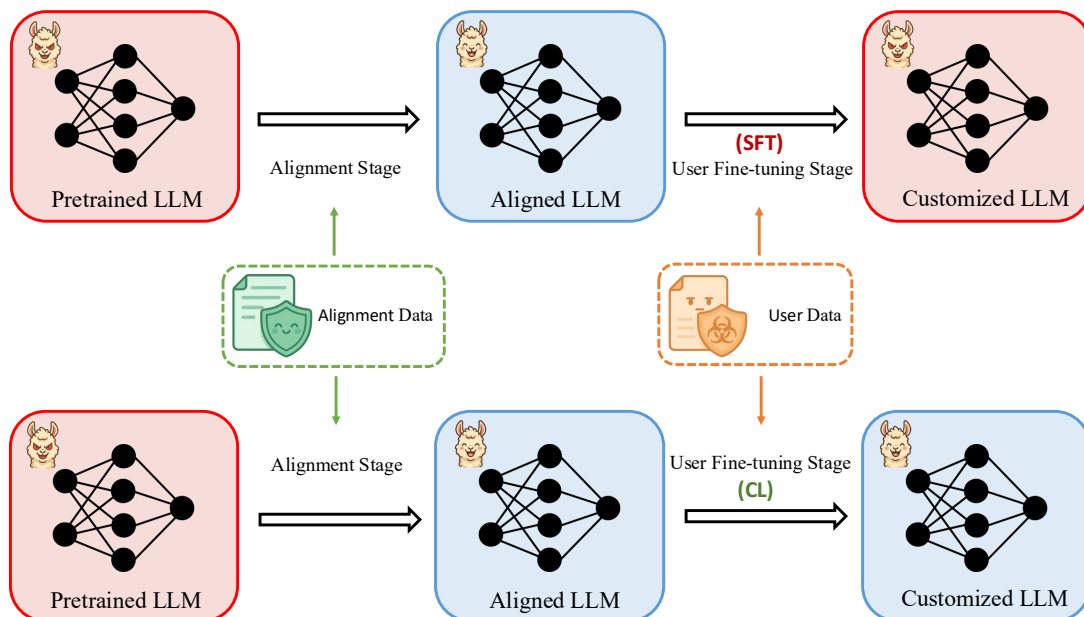 (SFT)
Alignment Stage
User Fine-tuning Stage
Pretrained LLM
Aligned LLM
Customized LLM
Alignment Data
User Data
Alignment Stage
User Fine-tuning Stage
(CL)
Pretrained LLM
Aligned LLM
Customized LLM